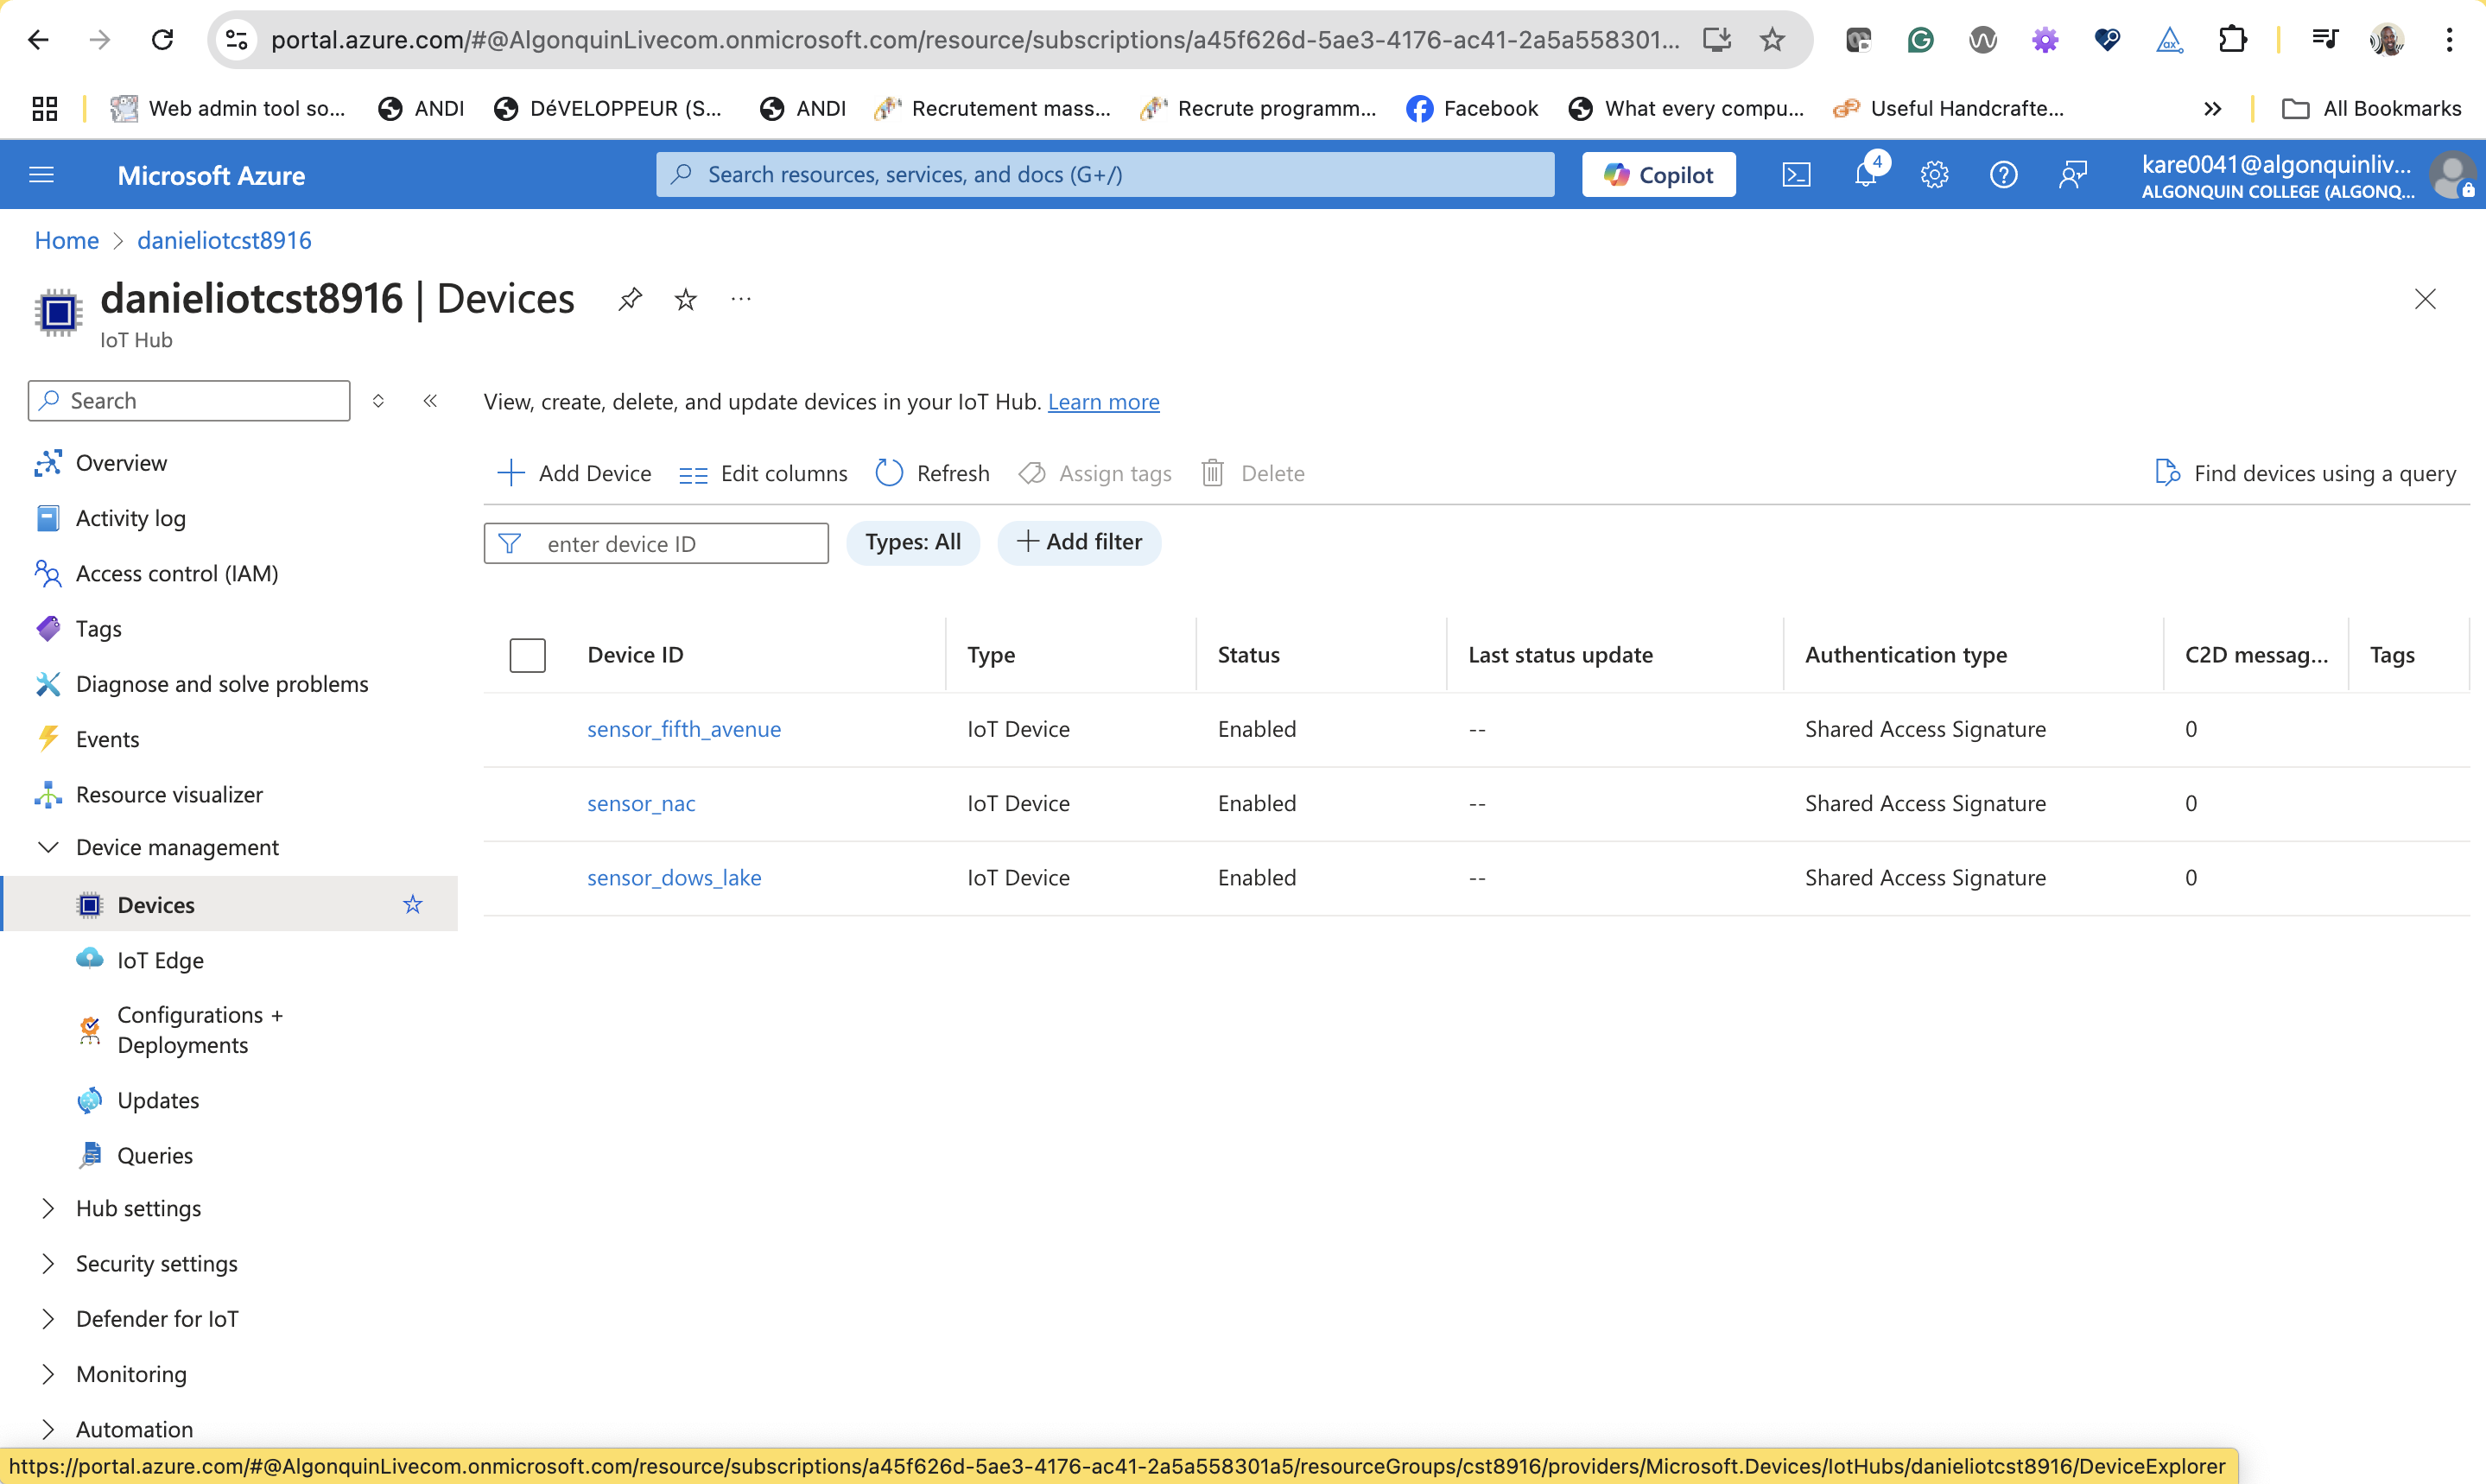 portal.azure.com/#@AlgonquinLivecom.onmicrosoft.com/resource/subscriptions/a45f626d-5ae3-4176-ac41-2a5a558301...
Web admin tool so... ANDI DéVELOPPEUR (S... ANDI Recrutement mass... Recrute programm... Facebook What every compu... Useful Handcrafte... » All Bookmarks
Microsoft Azure Search resources, services, and docs (G+/) Copilot 4 kare0041@algonquinliv...
ALGONQUIN COLLEGE (ALGONQ...
Home > danieliotcst8916
danieliotcst8916 | Devices
IoT Hub
Search
View, create, delete, and update devices in your IoT Hub. Learn more
Overview
Activity log
Access control (IAM)
Tags
Diagnose and solve problems
Events
Resource visualizer
Device management
Devices
IoT Edge
Configurations +
Deployments
Updates
Queries
Hub settings
Security settings
Defender for IoT
Monitoring
Automation
Add Device Edit columns Refresh Assign tags Delete Find devices using a query
enter device ID Types: All Add filter
Device ID Type Status Last status update Authentication type C2D messag... Tags
sensor_fifth_avenue IoT Device Enabled -- Shared Access Signature 0
sensor_nac IoT Device Enabled -- Shared Access Signature 0
sensor_dows_lake IoT Device Enabled -- Shared Access Signature 0
https://portal.azure.com/#@AlgonquinLivecom.onmicrosoft.com/resource/subscriptions/a45f626d-5ae3-4176-ac41-2a5a558301a5/resourceGroups/cst8916/providers/Microsoft.Devices/IotHubs/danieliotcst8916/DeviceExplorer